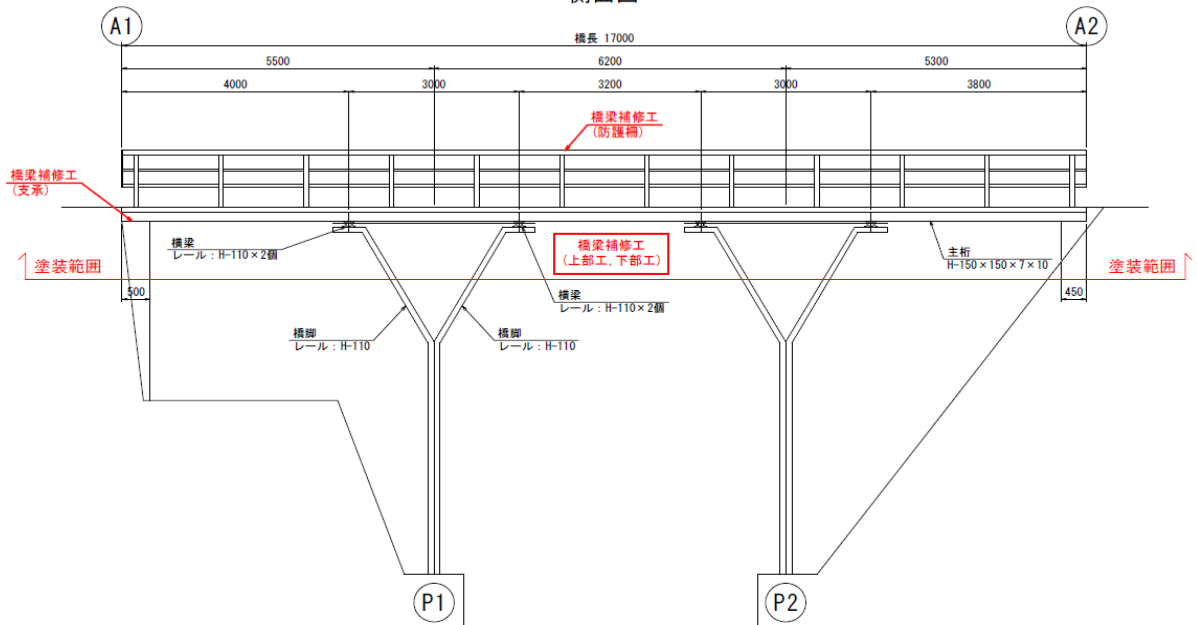 A1
A2
橋長 17000
5500
6200
5300
4000
3000
3200
3000
3800
橋梁補修工
(防護柵)
橋梁補修工
(支承)
横梁
レール：H-110×2個
橋梁補修工
(上部工,下部工)
主桁
H-150×150×7×10
塗装範囲
塗装範囲
500
横梁
レール：H-110×2個
450
橋脚
レール：H-110
橋脚
レール：H-110
P1
P2